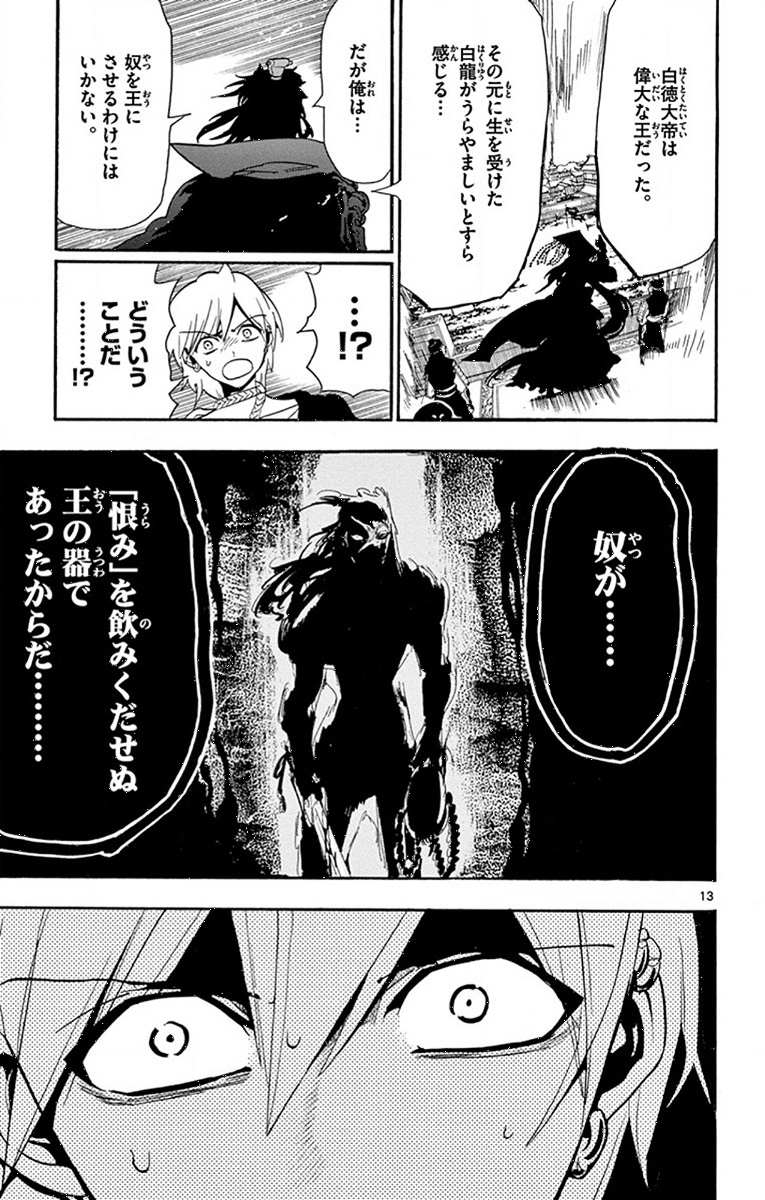 白徳大帝は
偉大な王だった。
その元に生を受けた
白龍がうらやましいとすら
感じる…
だが俺は…
奴を王に
させるわけには
いかない。
…!?
どういう
ことだ
………!?
奴が……
「恨み」を飲みくだせぬ
王の器で
あったからだ………
13